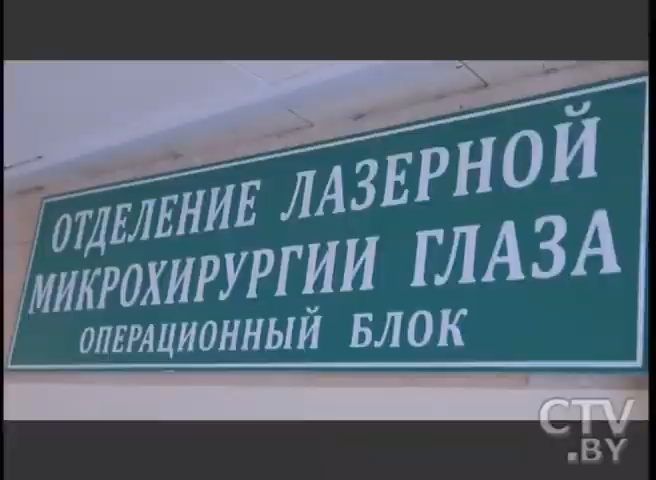 ОТДЕЛЕНИЕ ЛАЗЕРНОЙ
МИКРОХИРУРГИИ ГЛАЗА
ОПЕРАЦИОННЫЙ БЛОК
CTV
.BY